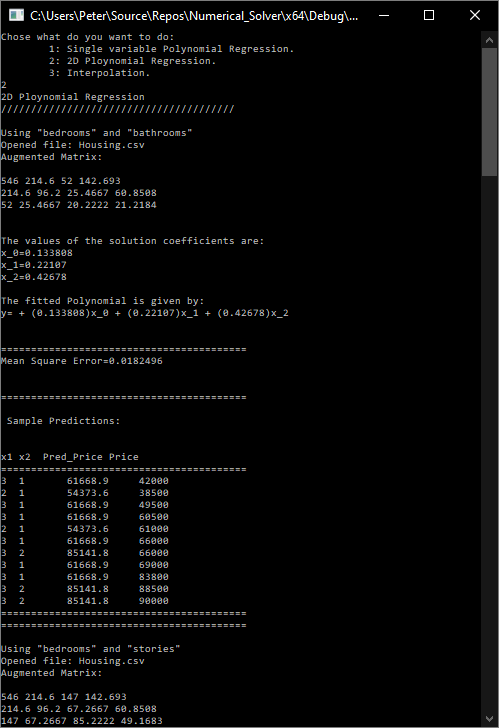 C:\Users\Peter\Source\Repos\Numerical_Solver\x64\Debug\...
Chose what do you want to do:
1: Single variable Polynomial Regression.
2: 2D Ploynomial Regression.
3: Interpolation.
2
2D Ploynomial Regression
///////////////////////////////////////
Using "bedrooms" and "bathrooms"
Opened file: Housing.csv
Augmented Matrix:
546 214.6 52 142.693
214.6 96.2 25.4667 60.8508
52 25.4667 20.2222 21.2184
The values of the solution coefficients are:
x_0=0.133808
x_1=0.22107
x_2=0.42678
The fitted Polynomial is given by:
y= + (0.133808)x_0 + (0.22107)x_1 + (0.42678)x_2
=========================================
Mean Square Error=0.0182496
=========================================
Sample Predictions:
x1 x2 Pred_Price Price
=========================================
3 1 61668.9 42000
2 1 54373.6 38500
3 1 61668.9 49500
3 1 61668.9 60500
2 1 54373.6 61000
3 1 61668.9 66000
3 2 85141.8 66000
3 1 61668.9 69000
3 1 61668.9 83800
3 2 85141.8 88500
3 2 85141.8 90000
=========================================
=========================================
Using "bedrooms" and "stories"
Opened file: Housing.csv
Augmented Matrix:
546 214.6 147 142.693
214.6 96.2 67.2667 60.8508
147 67.2667 85.2222 49.1683